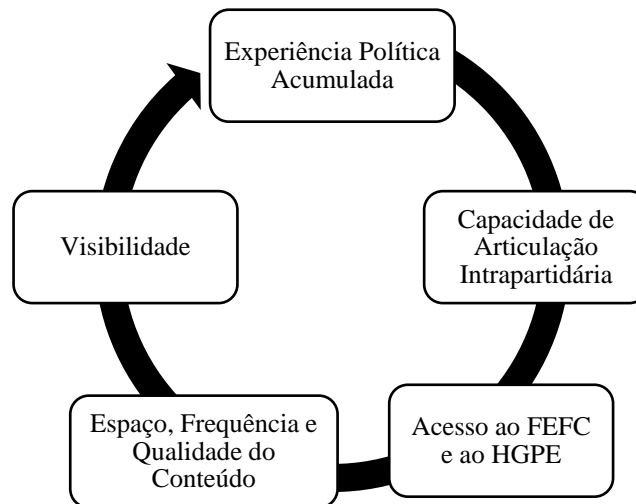 Experiência Política
Acumulada
Capacidade de
Articulação
Intrapartidária
Acesso ao FEFC
e ao HGPE
Espaço, Frequência e
Qualidade do
Conteúdo
Visibilidade